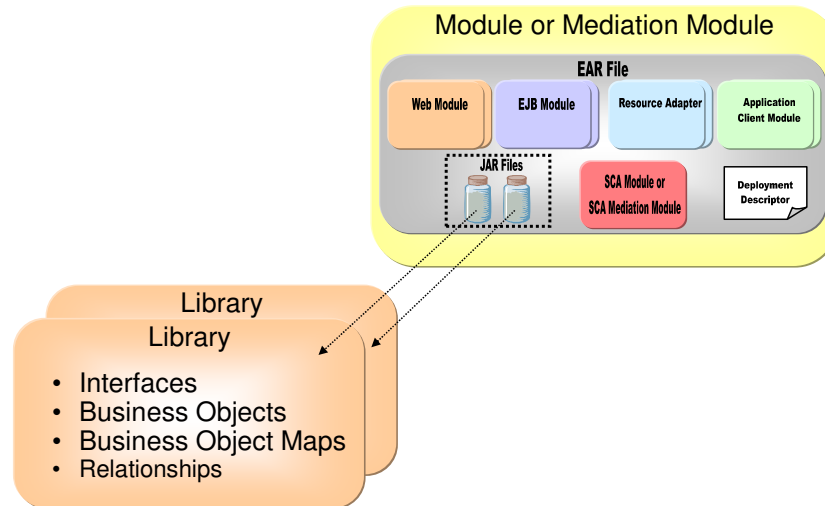 Module or Mediation Module
EAR File
Web Module
EJB Module
Resource Adapter
Application
Client Module
JAR Files
SCA Module or
SCA Mediation Module
Deployment
Descriptor
Library
Library
• Interfaces
• Business Objects
• Business Object Maps
• Relationships